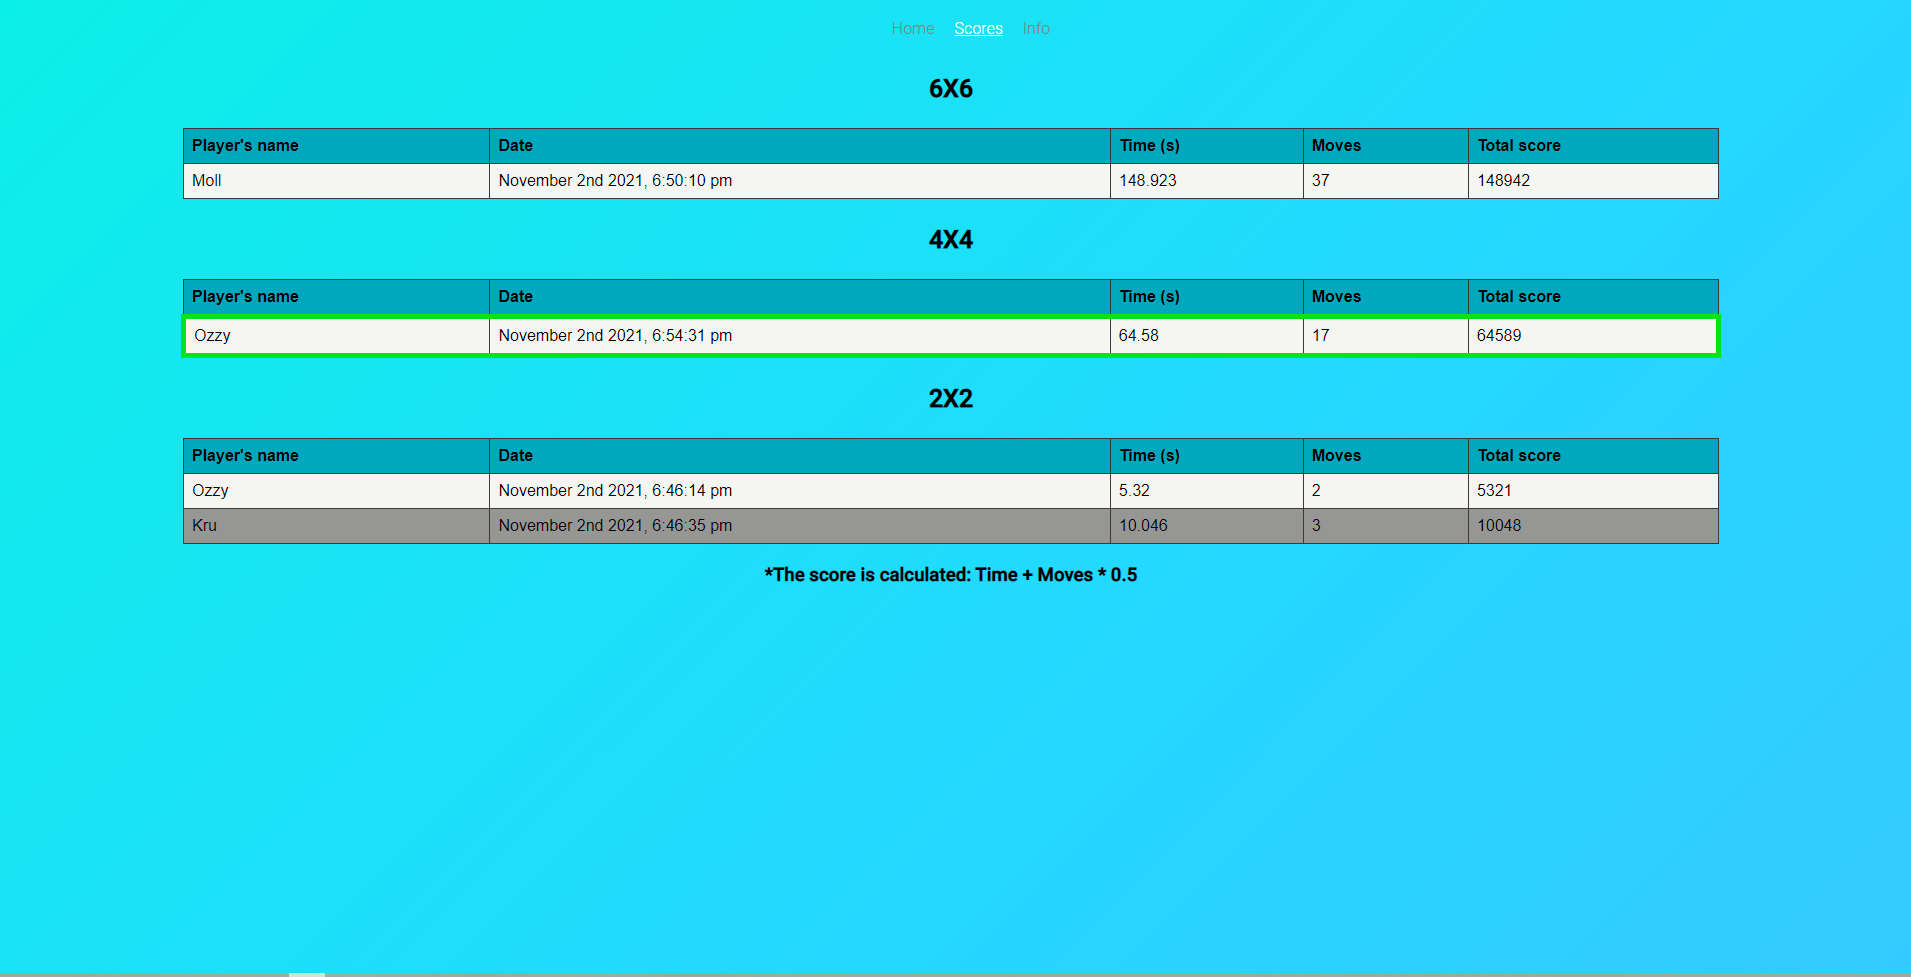 Home Scores Info
6X6
Player's name Date Time (s) Moves Total score
Moll November 2nd 2021, 6:50:10 pm 148.923 37 148942
4X4
Player's name Date Time (s) Moves Total score
Ozzy November 2nd 2021, 6:54:31 pm 64.58 17 64589
2X2
Player's name Date Time (s) Moves Total score
Ozzy November 2nd 2021, 6:46:14 pm 5.32 2 5321
Kru November 2nd 2021, 6:46:35 pm 10.046 3 10048
*The score is calculated: Time + Moves * 0.5